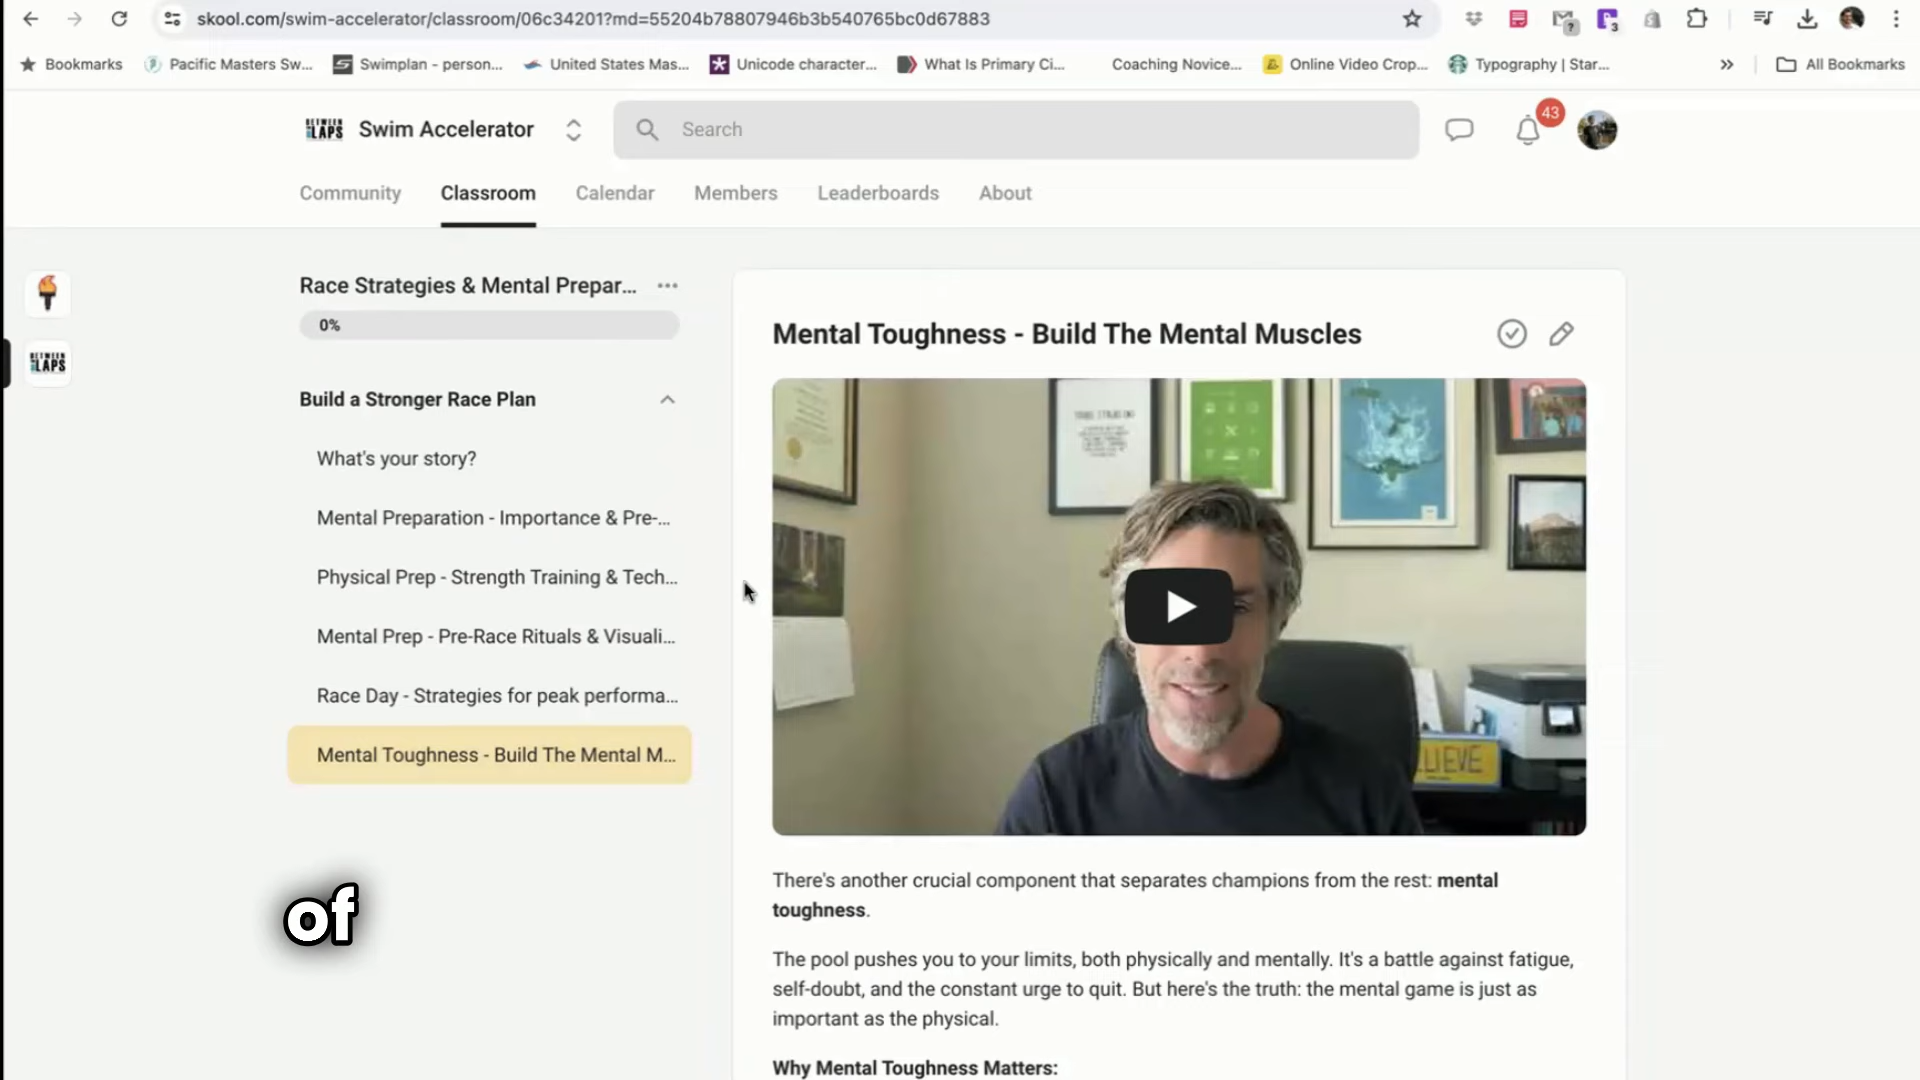 skool.com/swim-accelerator/classroom/06c34201?md=55204b78807946b3b540765bc0d67883
?
3
Bookmarks
Pacific Masters Sw...
Swimplan - person...
United States Mas...
Unicode character...
What Is Primary Ci...
Coaching Novice...
Online Video Crop...
Typography | Star...
»
All Bookmarks
BETWEEN
LAPS
Swim Accelerator
Search
43
Community
Classroom
Calendar
Members
Leaderboards
About
BETWEEN
LAPS
Race Strategies & Mental Prepar...
0%
Build a Stronger Race Plan
What's your story?
Mental Preparation - Importance & Pre-...
Physical Prep - Strength Training & Tech...
Mental Prep - Pre-Race Rituals & Visuali...
Race Day - Strategies for peak performa...
Mental Toughness - Build The Mental M...
of
Mental Toughness - Build The Mental Muscles
LIEVE
There's another crucial component that separates champions from the rest: mental
toughness.
The pool pushes you to your limits, both physically and mentally. It's a battle against fatigue,
self-doubt, and the constant urge to quit. But here's the truth: the mental game is just as
important as the physical.
Why Mental Toughness Matters: